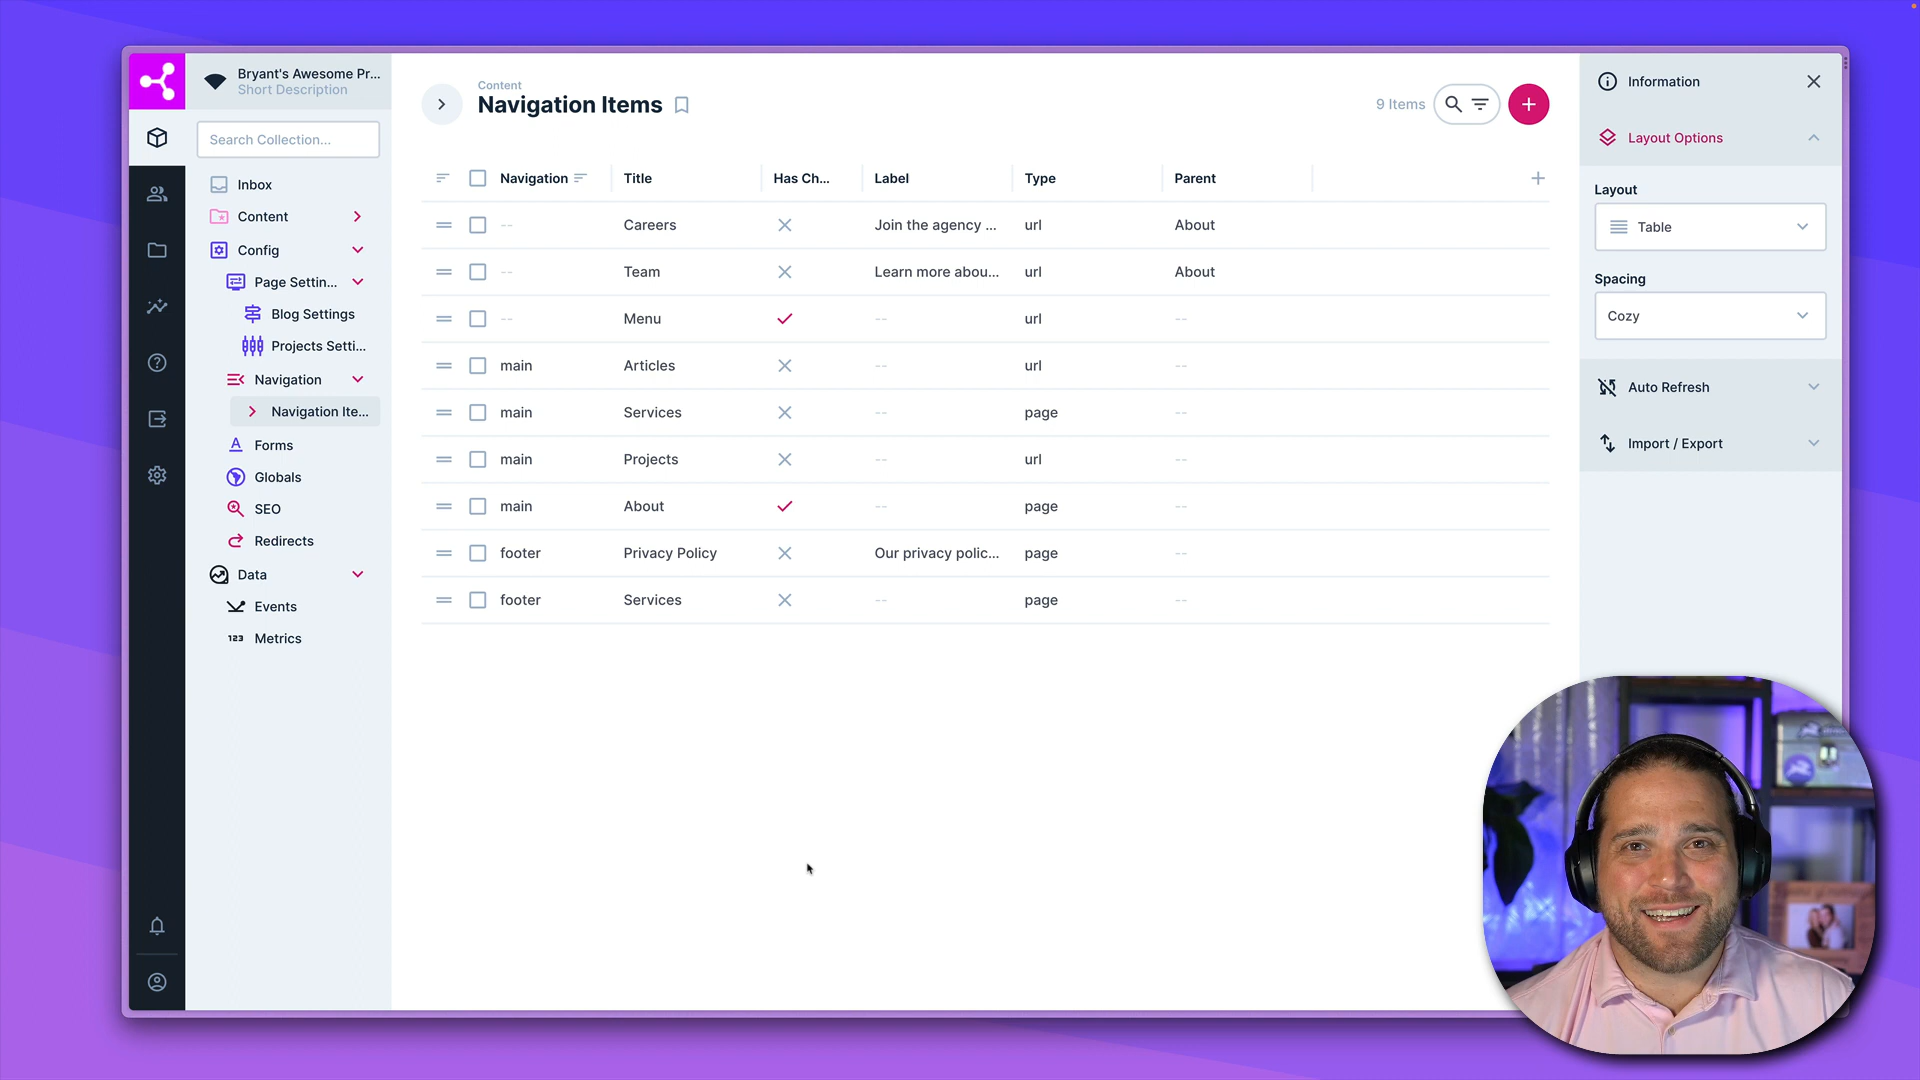 Bryant's Awesome Pr...
Short Description
Search Collection...
Inbox
Content
Config
Page Settin...
Blog Settings
Projects Setti...
Navigation
Navigation Ite...
Forms
Globals
SEO
Redirects
Data
Events
123 Metrics
Content
Navigation Items
9 Items
Navigation Title Has Ch... Label Type Parent
-- Careers Join the agency ... url About
-- Team Learn more abou... url About
-- Menu -- url --
main Articles -- url --
main Services -- page --
main Projects -- url --
main About -- page --
footer Privacy Policy Our privacy polic... page --
footer Services -- page --
Information
Layout Options
Layout
Table
Spacing
Cozy
Auto Refresh
Import / Export